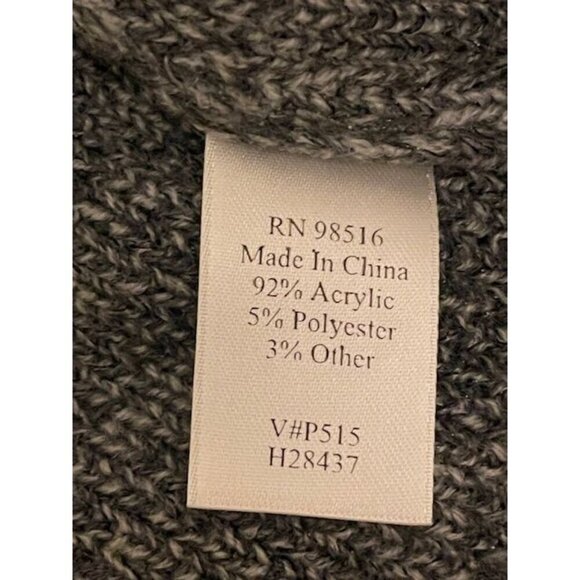 RN 98516
Made In China
92% Acrylic
5% Polyester
3% Other
V#P515
H28437